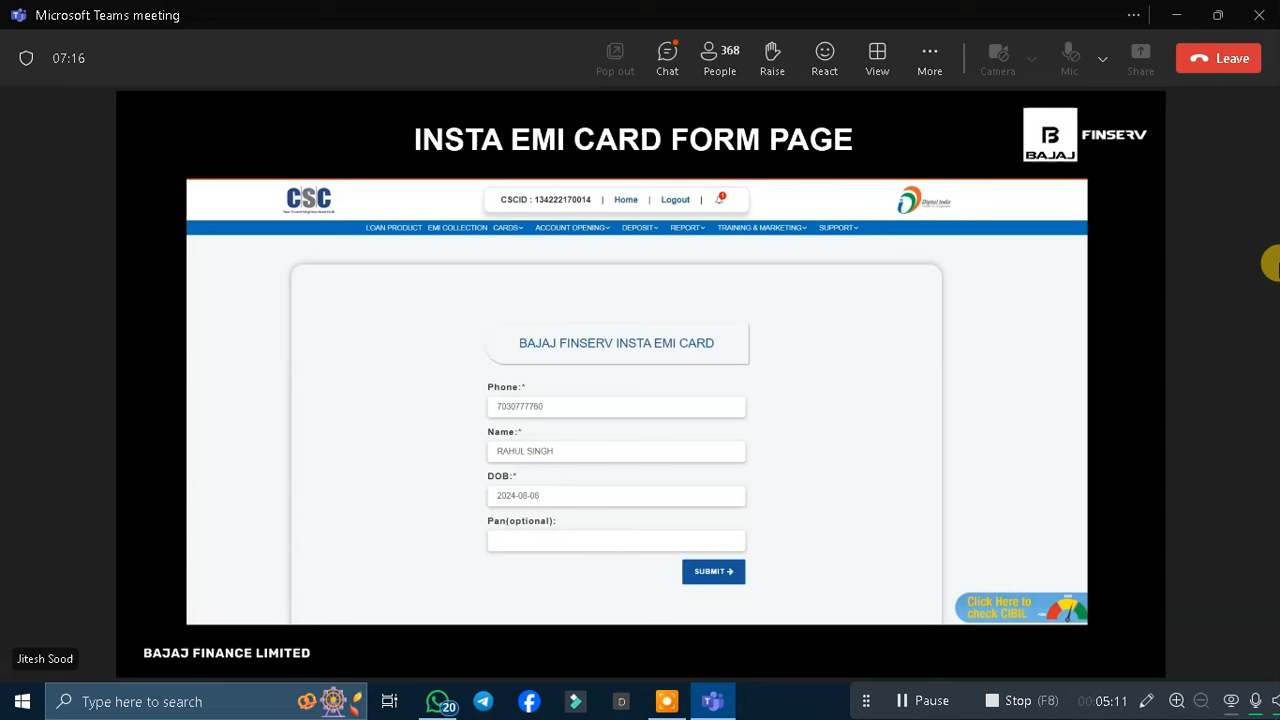 Microsoft Teams meeting
07:16
Pop out
Chat
368
People
Raise
React
View
More
Camera
Mic
Share
Leave
INSTA EMI CARD FORM PAGE
B
BAJAJ
FINSERV
CSC
CSCID : 134222170014 | Home | Logout |
Digital India
LOAN PRODUCT EMI COLLECTION CARDS ACCOUNT OPENING DEPOSIT REPORT TRAINING & MARKETING SUPPORT
BAJAJ FINSERV INSTA EMI CARD
Phone:*
7030777760
Name:*
RAHUL SINGH
DOB:*
2024-08-08
Pan(optional):
SUBMIT
Click Here to
check CIBIL
BAJAJ FINANCE LIMITED
Jitesh Sood
Type here to search
20
D
Pause
Stop (F8)
00:05:11